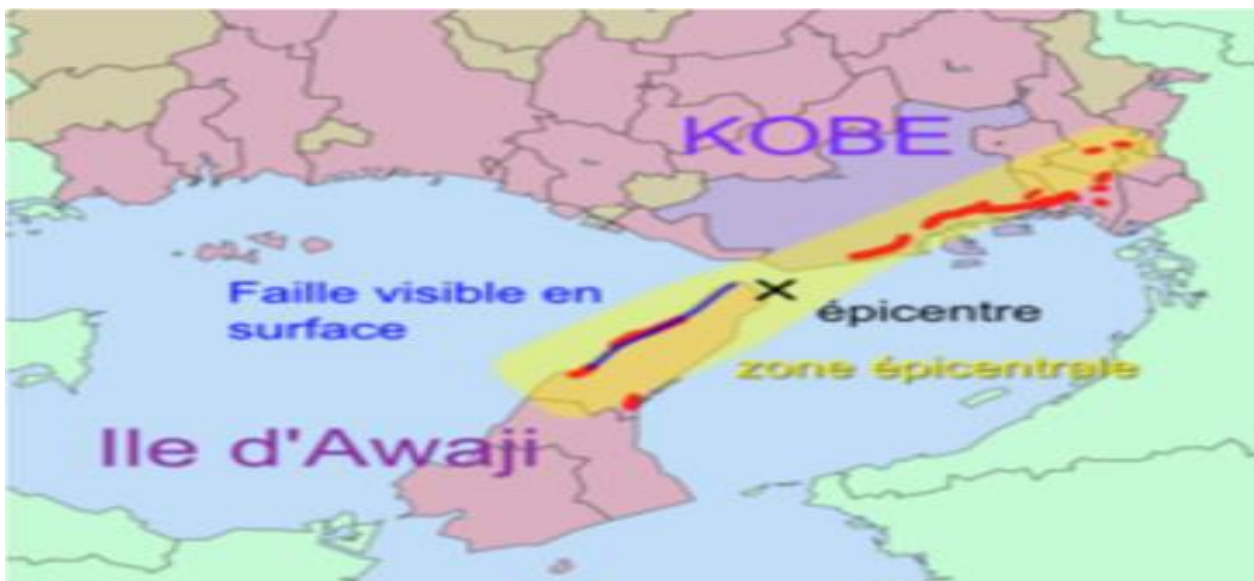 KOBE
Faille visible en
surface
épicentre
zone épicentrale
Ile d'Awaji